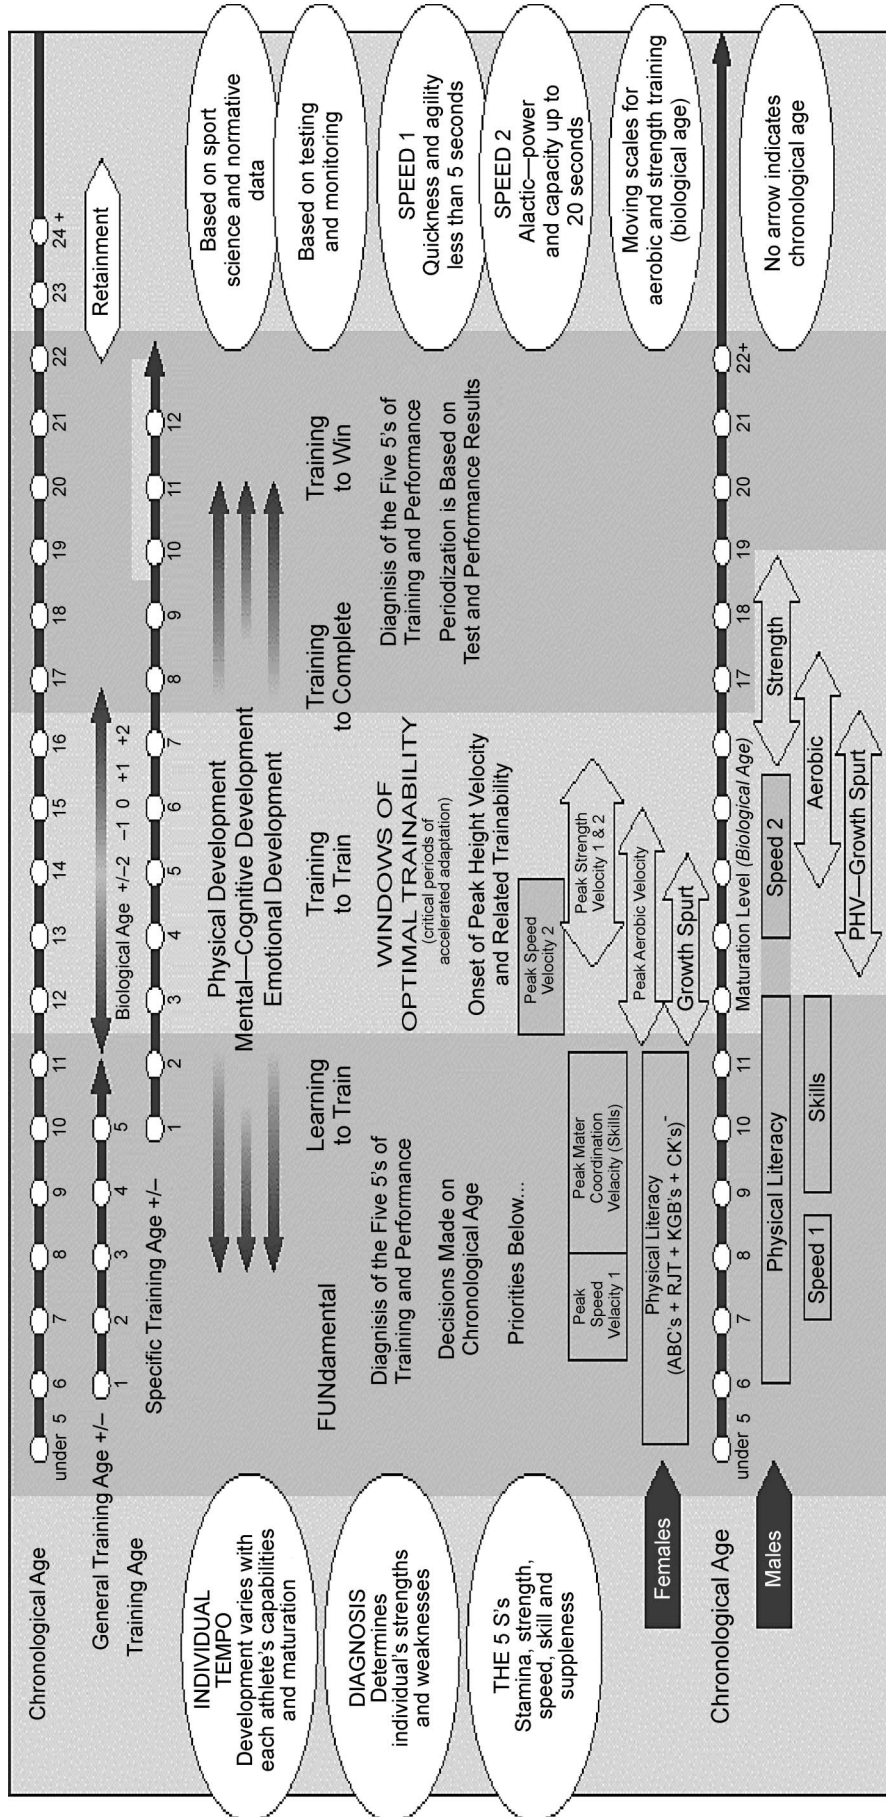 Chronological Age
under 5
6
7
8
9
10
11
12
13
14
15
16
17
18
19
20
21
22
23
24+
General Training Age +/–
1
2
3
4
5
Biological Age +/–2 –1 0 +1 +2
Retainment
Training Age
Specific Training Age +/–
1
2
3
4
5
6
7
8
9
10
11
12
INDIVIDUAL
TEMPO
Development varies with
each athlete's capabilities
and maturation
DIAGNOSIS
Determines
individual's strengths
and weaknesses
THE 5 S's
Stamina, strength,
speed, skill and
suppleness
Physical Development
Mental—Cognitive Development
Emotional Development
FUNdamental
Learning
to Train
Training
to Train
Training
to Complete
Training
to Win
Diagnisis of the Five 5's of
Training and Performance
Decisions Made on
Chronological Age
Priorities Below...
WINDOWS OF
OPTIMAL TRAINABILITY
(critical periods of
accelerated adaptation)
Onset of Peak Height Velocity
and Related Trainability
Diagnisis of the Five 5's of
Training and Performance
Periodization is Based on
Test and Performance Results
Based on sport
science and normative
data
Based on testing
and monitoring
SPEED 1
Quickness and agility
less than 5 seconds
SPEED 2
Alactic—power
and capacity up to
20 seconds
Moving scales for
aerobic and strength training
(biological age)
No arrow indicates
chronological age
Females
Peak
Speed
Velacity 1
Peak Mater
Coordination
Velacity (Skills)
Peak Speed
Velocity 2
Peak Strength
Velocity 1 & 2
Physical Literacy
(ABC's + RJT + KGB's + CK's)¯
Peak Aerobic Velocity
Growth Spurt
Chronological Age
under 5
6
7
8
9
10
11
Maturation Level (Biological Age)
17
18
19
20
21
22+
Males
Physical Literacy
Speed 2
Strength
Speed 1
Skills
Aerobic
PHV—Growth Spurt